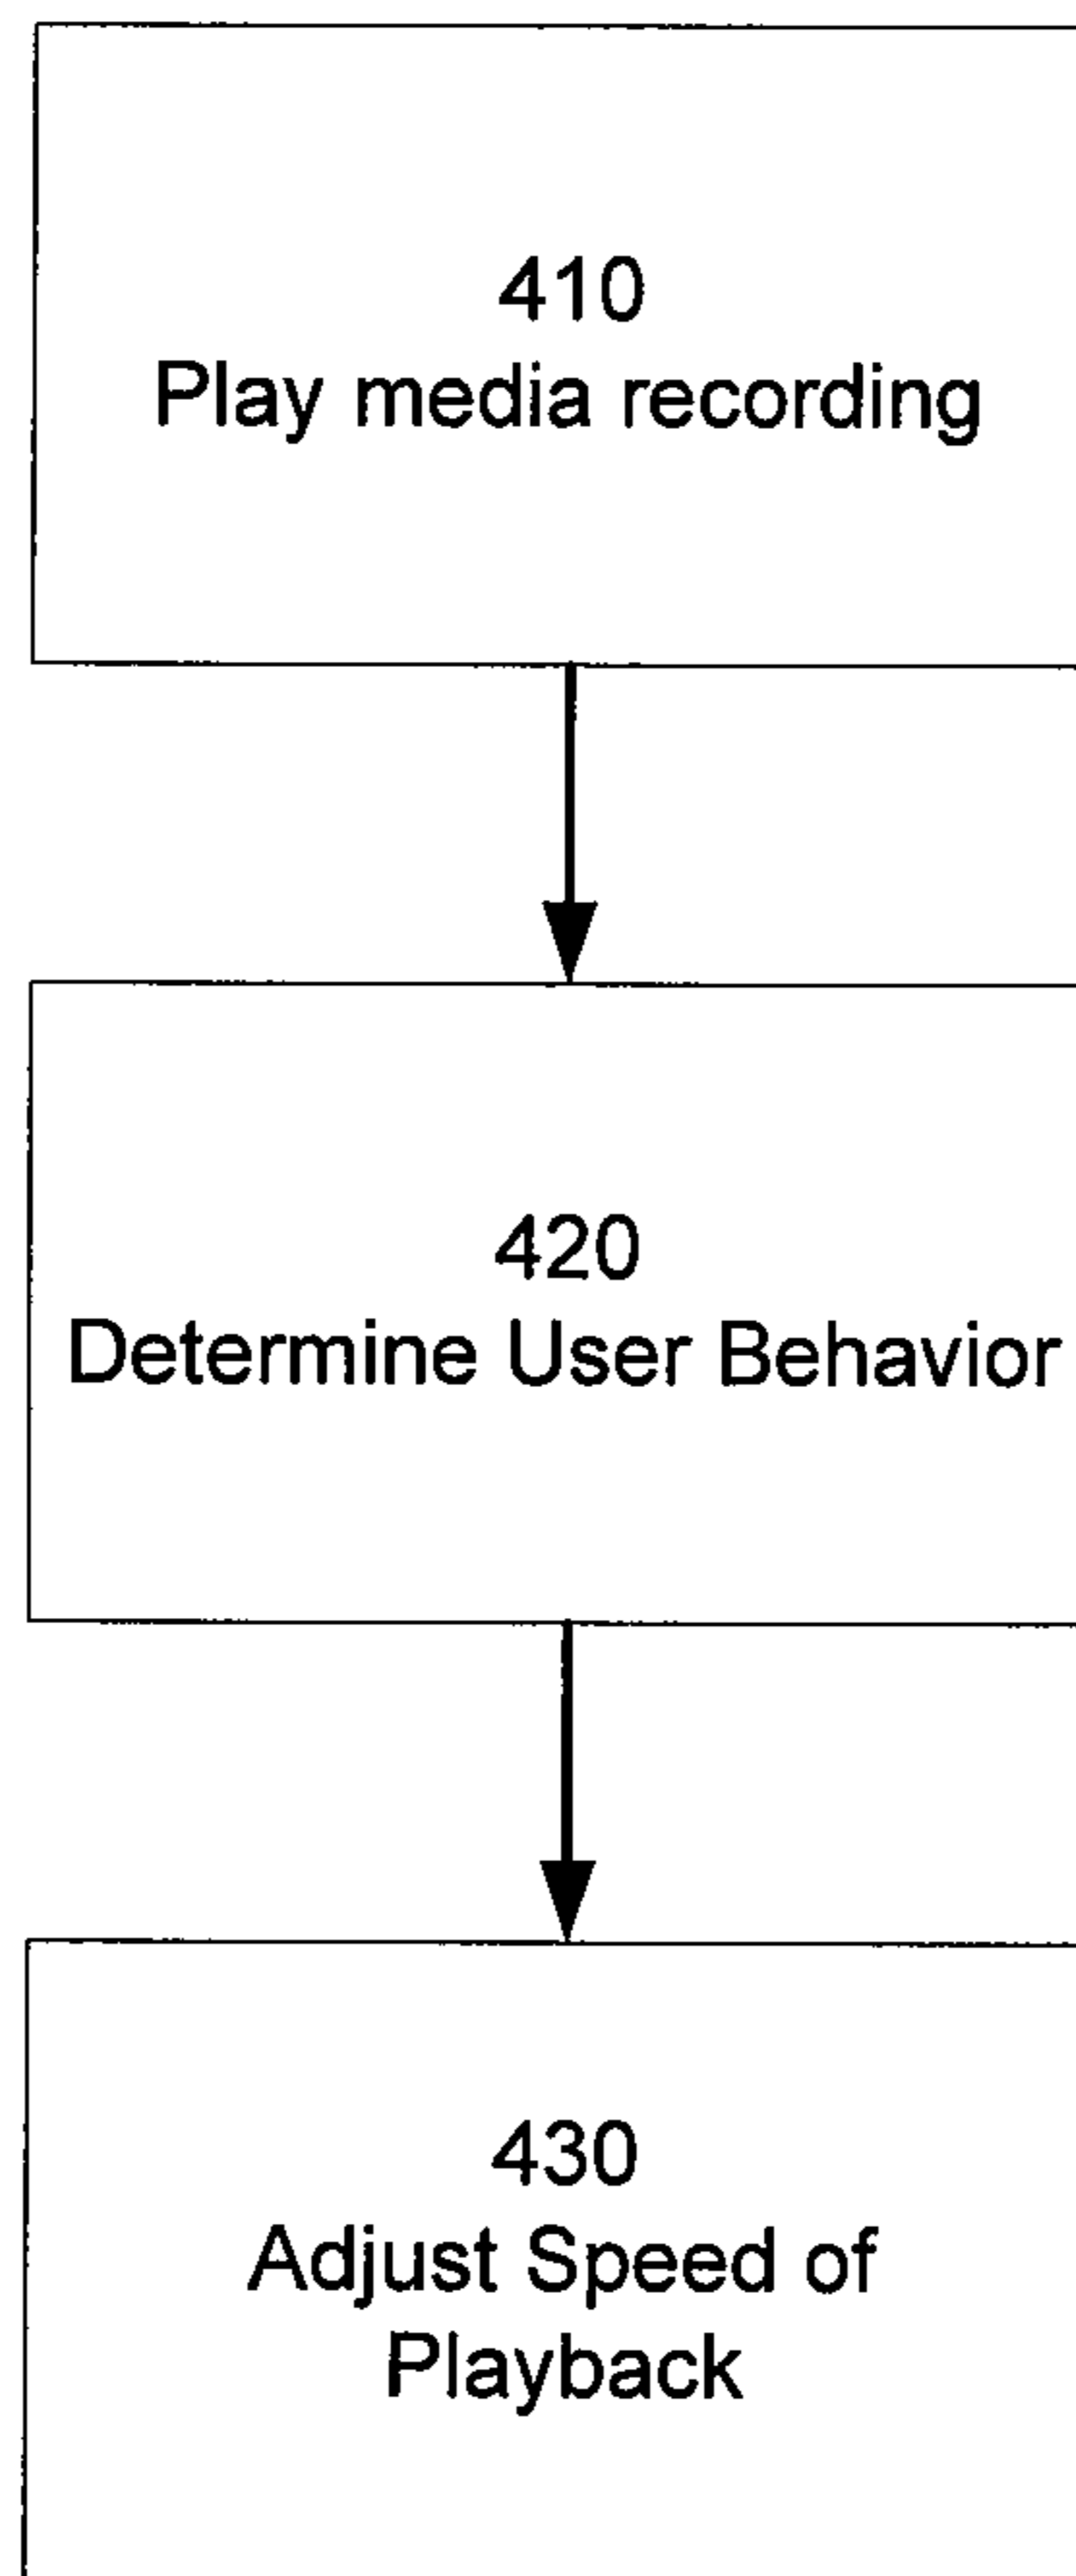 410
Play media recording
420
Determine User Behavior
430
Adjust Speed of
Playback